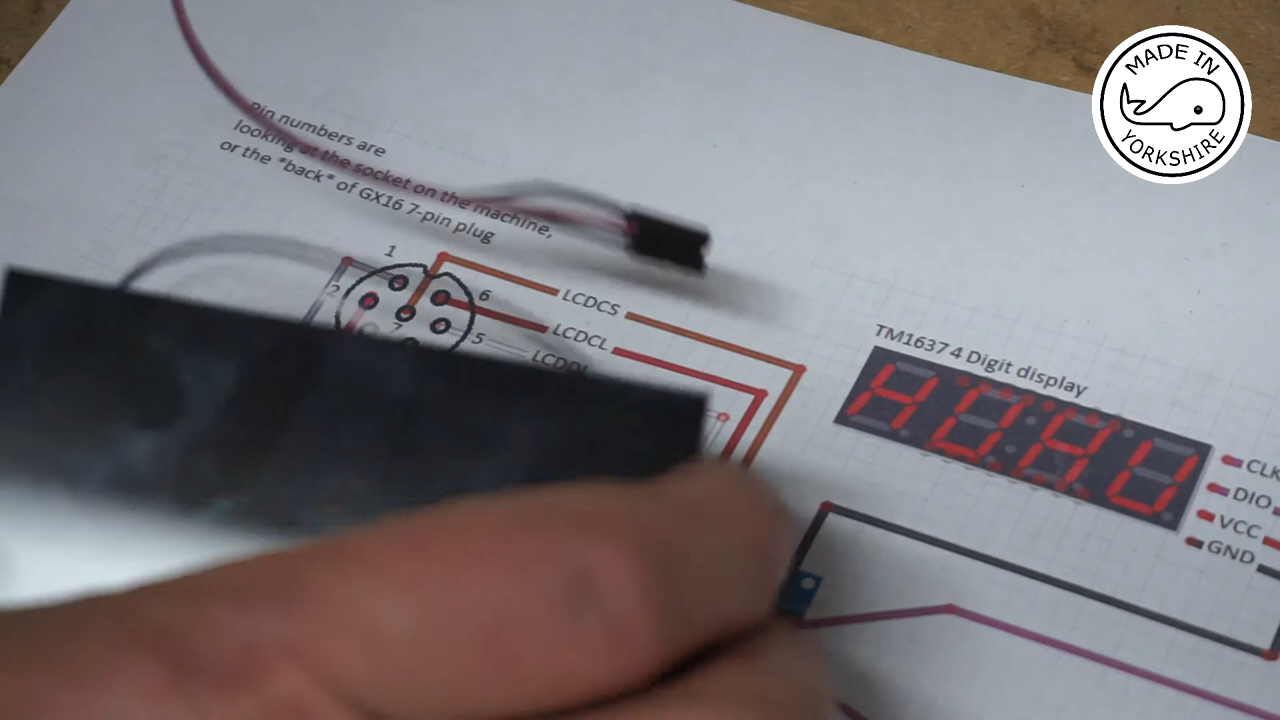 MADE IN
YORKSHIRE
Pin numbers are
looking at the socket on the machine,
or the *back* of GX16 7-pin plug
1
2
6
7
5
LCDCS
LCDCL
TM1637 4 Digit display
CLK
DIO
VCC
GND